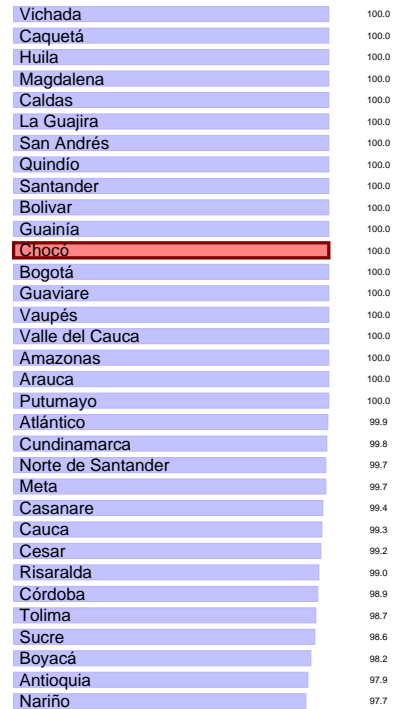 Vichada 100.0
Caquetá 100.0
Huila 100.0
Magdalena 100.0
Caldas 100.0
La Guajira 100.0
San Andrés 100.0
Quindío 100.0
Santander 100.0
Bolivar 100.0
Guainía 100.0
Chocó 100.0
Bogotá 100.0
Guaviare 100.0
Vaupés 100.0
Valle del Cauca 100.0
Amazonas 100.0
Arauca 100.0
Putumayo 100.0
Atlántico 99.9
Cundinamarca 99.8
Norte de Santander 99.7
Meta 99.7
Casanare 99.4
Cauca 99.3
Cesar 99.2
Risaralda 99.0
Córdoba 98.9
Tolima 98.7
Sucre 98.6
Boyacá 98.2
Antioquia 97.9
Nariño 97.7